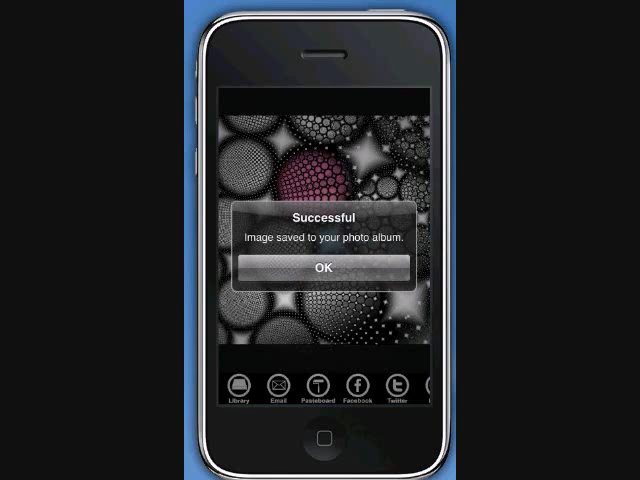 Successful
Image saved to your photo album.
OK
Library Email Pasteboard Facebook Twitter